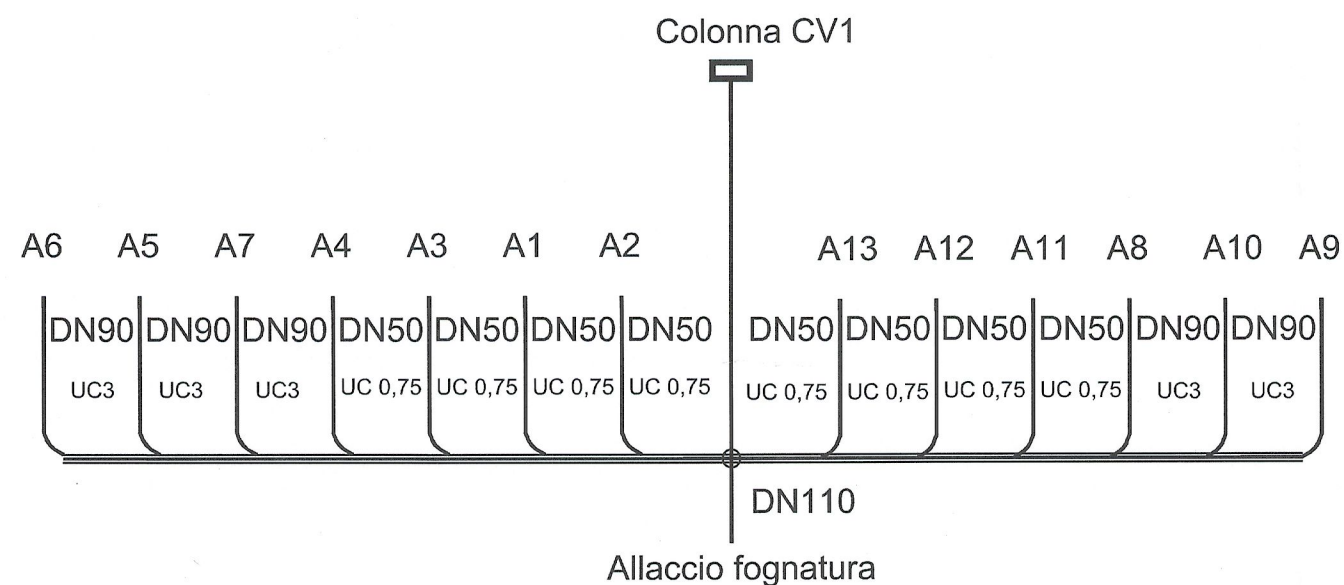 Colonna CV1
A6 A5 A7 A4 A3 A1 A2 A13 A12 A11 A8 A10 A9
DN90 DN90 DN90 DN50 DN50 DN50 DN50 DN50 DN50 DN50 DN50 DN90 DN90
UC3 UC3 UC3 UC 0,75 UC 0,75 UC 0,75 UC 0,75 UC 0,75 UC 0,75 UC 0,75 UC 0,75 UC3 UC3
DN110
Allaccio fognatura